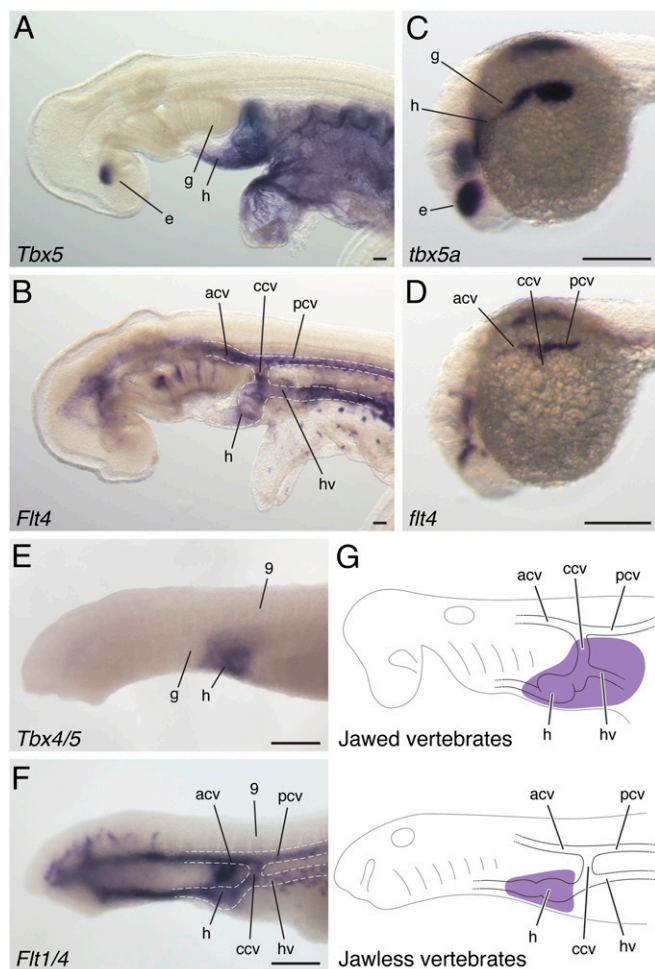 A
g
h
e
Tbx5
C
g
h
e
tbx5a
B
acv
ccv
pcv
h
hv
Flt4
D
acv
ccv
pcv
flt4
E
9
g
h
Tbx4/5
F
acv
9
pcv
h
ccv
hv
Flt1/4
G
acv
ccv
pcv
h
hv
Jawed vertebrates
acv
pcv
h
ccv
hv
Jawless vertebrates